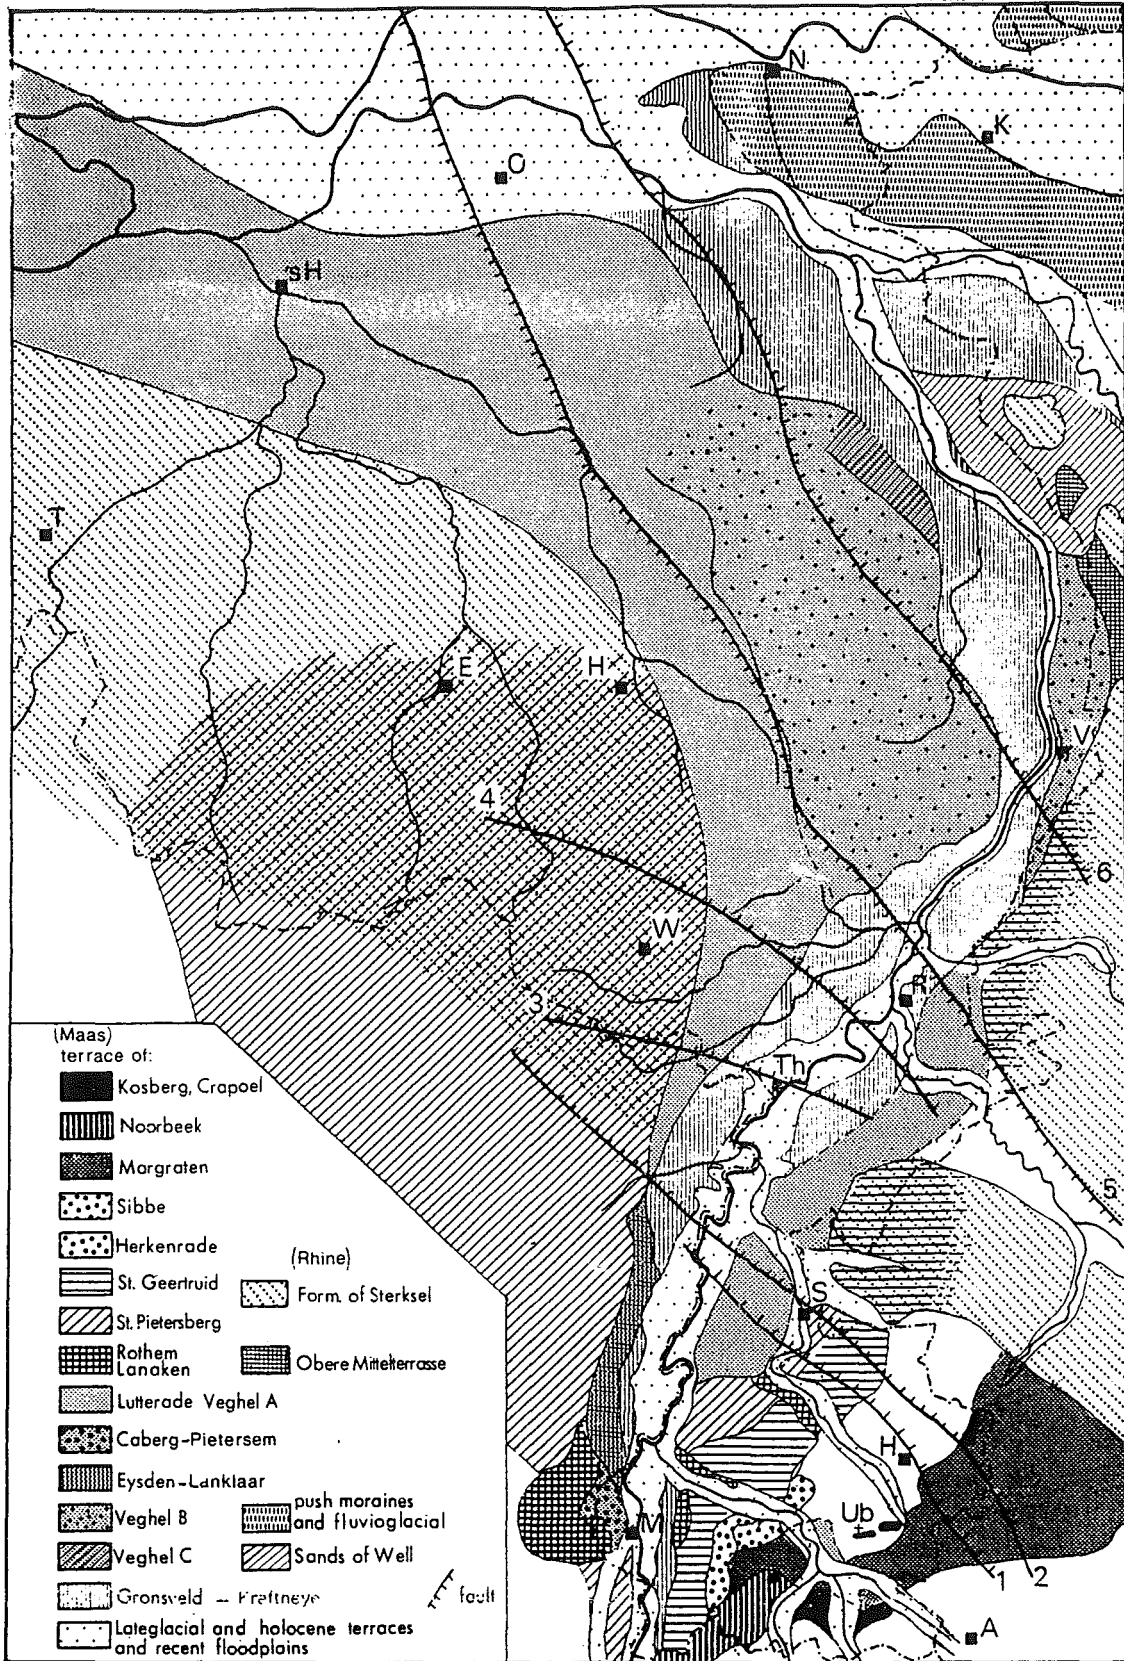 N
K
O
'sH
T
E
H
V
4
6
W
3
R
Th
5
S
H
Ub
M
1
2
A
(Maas)
terrace of:
Kosberg, Crapoel
Noorbeek
Margraten
Sibbe
Herkenrade
St. Geertruid
St. Pietersberg
Rothem
Lanaken
Lutterade Veghel A
Caberg-Pietersem
Eysden-Lanklaar
Veghel B
Veghel C
Gronsveld –
Lateglacial and holocene terraces
and recent floodplains
(Rhine)
Form. of Sterksel
Obere Mittelterrasse
push moraines
and fluvioglacial
Sands of Well
fault